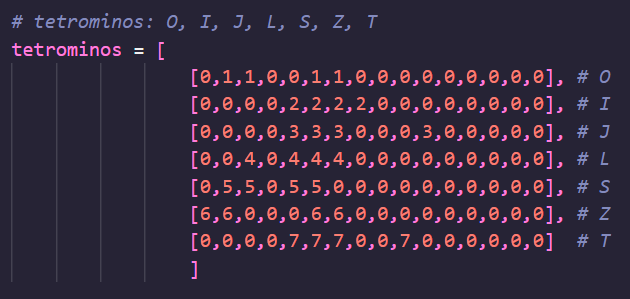 # tetrominos: O, I, J, L, S, Z, T
tetrominos = [
[0,1,1,0,0,1,1,0,0,0,0,0,0,0,0,0], # O
[0,0,0,0,2,2,2,2,0,0,0,0,0,0,0,0], # I
[0,0,0,0,3,3,3,0,0,0,3,0,0,0,0,0], # J
[0,0,4,0,4,4,4,0,0,0,0,0,0,0,0,0], # L
[0,5,5,0,5,5,0,0,0,0,0,0,0,0,0,0], # S
[6,6,0,0,0,6,6,0,0,0,0,0,0,0,0,0], # Z
[0,0,0,0,7,7,7,0,0,7,0,0,0,0,0,0] # T
]